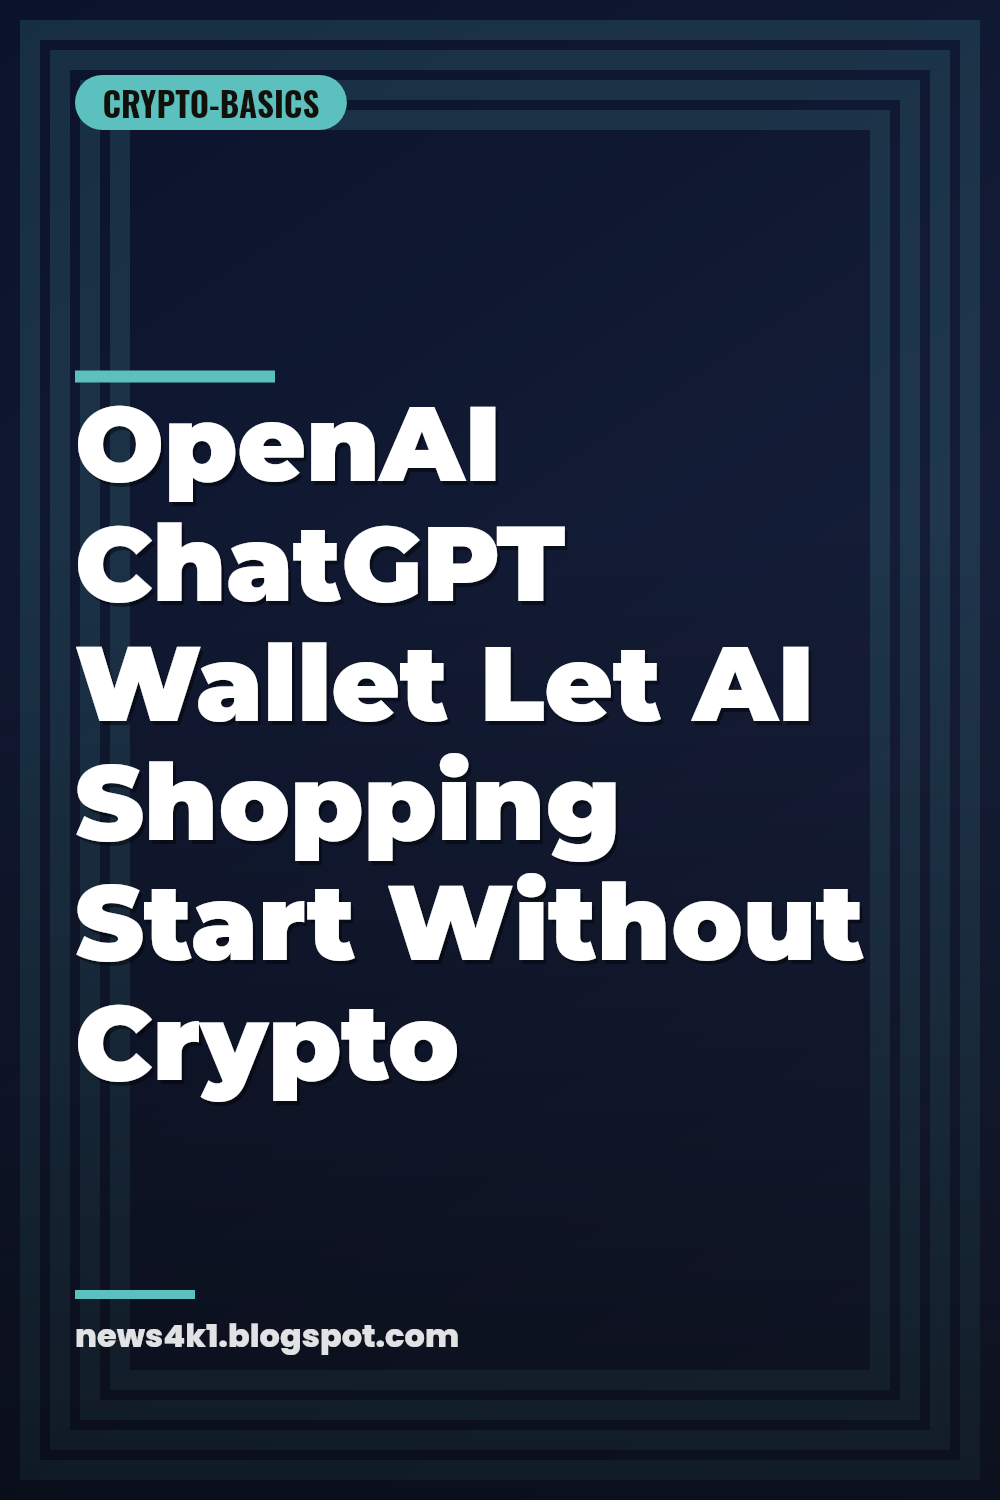 CRYPTO-BASICS
OpenAI
ChatGPT
Wallet Let AI
Shopping
Start Without
Crypto
news4k1.blogspot.com